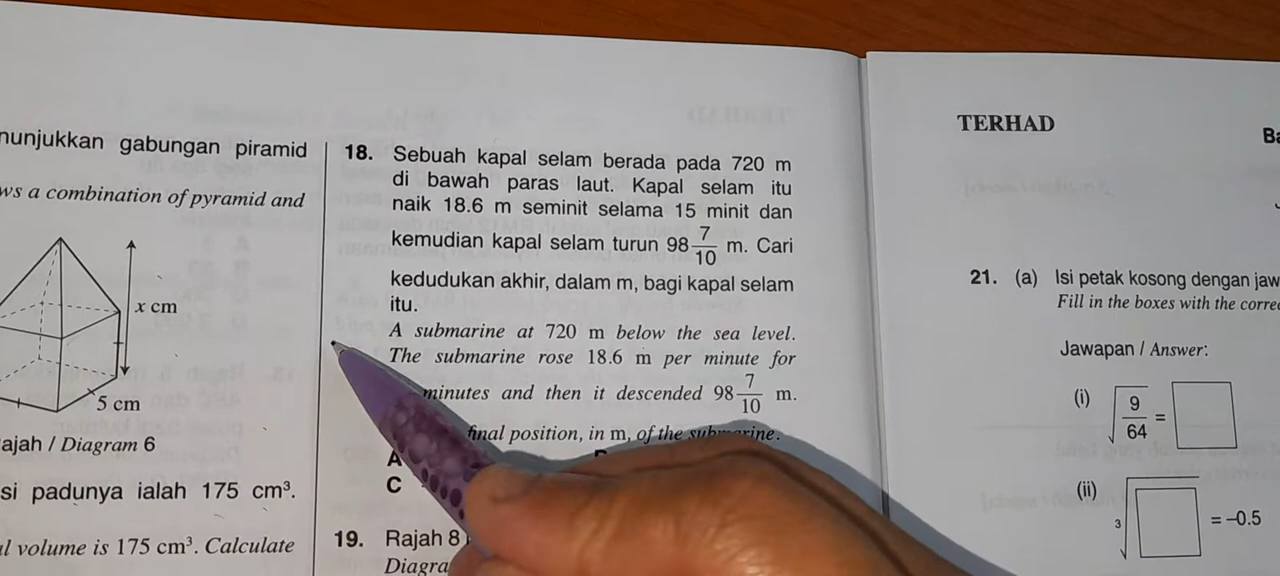 nunjukkan gabungan piramid
ws a combination of pyramid and
x cm
5 cm
ajah / Diagram 6
si padunya ialah 175 cm³.
l volume is 175 cm³. Calculate
18. Sebuah kapal selam berada pada 720 m
di bawah paras laut. Kapal selam itu
naik 18.6 m seminit selama 15 minit dan
kemudian kapal selam turun 98 7/10 m. Cari
kedudukan akhir, dalam m, bagi kapal selam
itu.
A submarine at 720 m below the sea level.
The submarine rose 18.6 m per minute for
minutes and then it descended 98 7/10 m.
final position, in m, of the submarine.
A
C
19. Rajah 8
Diagra
TERHAD
Ba
21. (a) Isi petak kosong dengan jaw
Fill in the boxes with the corre
Jawapan / Answer:
(i) √9/64 =
(ii) ³√ = –0.5